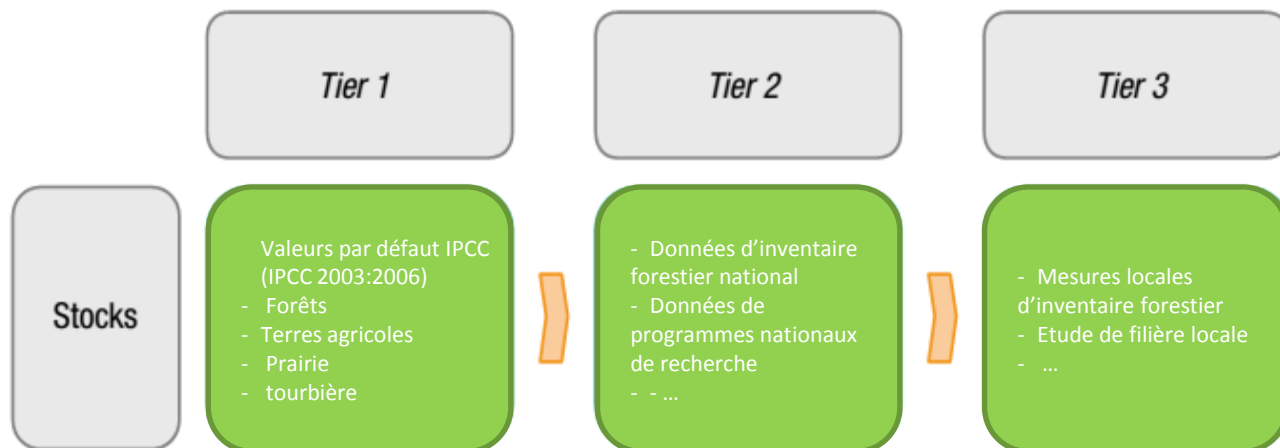 Tier 1
Tier 2
Tier 3
Stocks
Valeurs par défaut IPCC
(IPCC 2003:2006)
- Forêts
- Terres agricoles
- Prairie
- tourbière
- Données d’inventaire
forestier national
- Données de
programmes nationaux
de recherche
- - ...
- Mesures locales
d’inventaire forestier
- Etude de filière locale
- ...